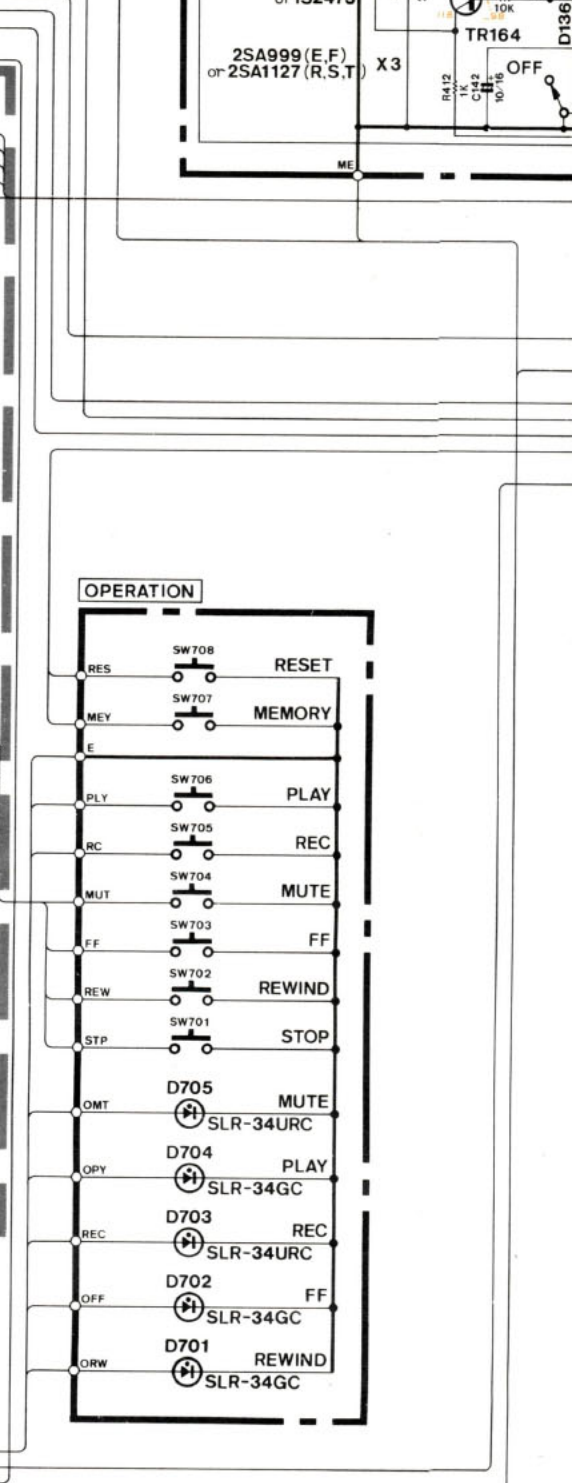 or 1S2473
10K
D136
TR164
2SA999 (E,F)
or 2SA1127 (R,S,T)
X3
R412
1K
C142
10/16
+
OFF
ME
OPERATION
SW708
RES
RESET
SW707
MEY
MEMORY
E
SW706
PLY
PLAY
SW705
RC
REC
SW704
MUT
MUTE
SW703
FF
FF
SW702
REW
REWIND
SW701
STP
STOP
D705
OMT
MUTE
SLR-34URC
D704
OPY
PLAY
SLR-34GC
D703
REC
REC
SLR-34URC
D702
OFF
FF
SLR-34GC
D701
ORW
REWIND
SLR-34GC